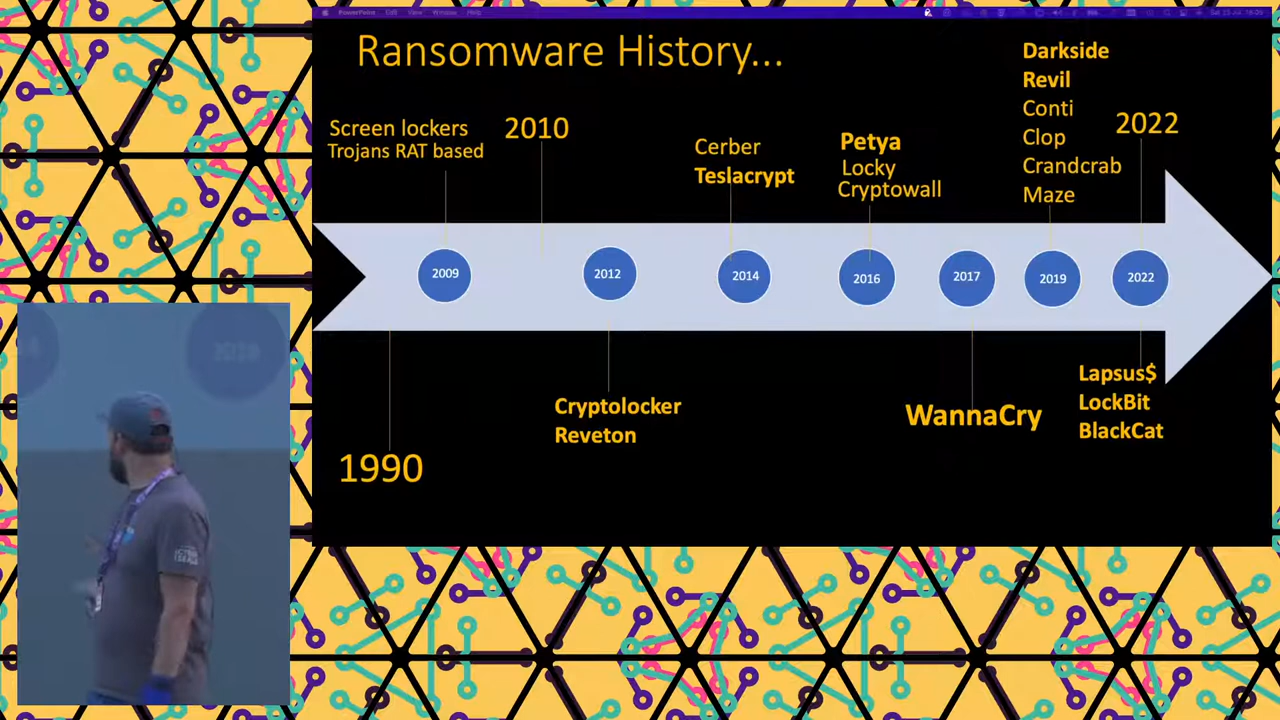 Ransomware History...
Darkside
Revil
Conti
Clop
Crandcrab
Maze
Screen lockers
Trojans RAT based
2010
Cerber
Teslacrypt
Petya
Locky
Cryptowall
2022
2009
2012
2014
2016
2017
2019
2022
1990
Cryptolocker
Reveton
WannaCry
Lapsus$
LockBit
BlackCat